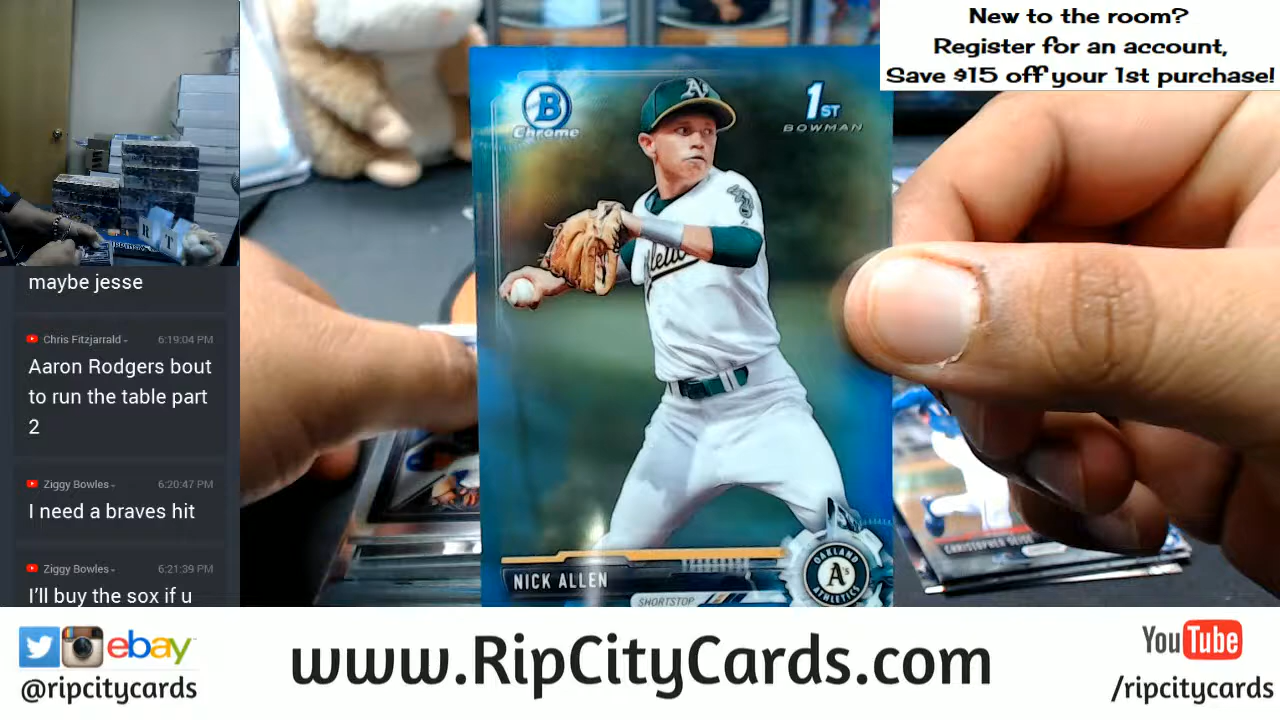 New to the room?
Register for an account,
Save $15 off your 1st purchase!
maybe jesse
Chris Fitzjarrald
6:19:04 PM
Aaron Rodgers bout
to run the table part
2
Ziggy Bowles
6:20:47 PM
I need a braves hit
Ziggy Bowles
6:21:39 PM
I'll buy the sox if u
B
Chrome
1ST
BOWMAN
A's
R T
NICK ALLEN
SHORTSTOP
OAKLAND
A's
ATHLETICS
ebay
@ripcitycards
www.RipCityCards.com
YouTube
/ripcitycards